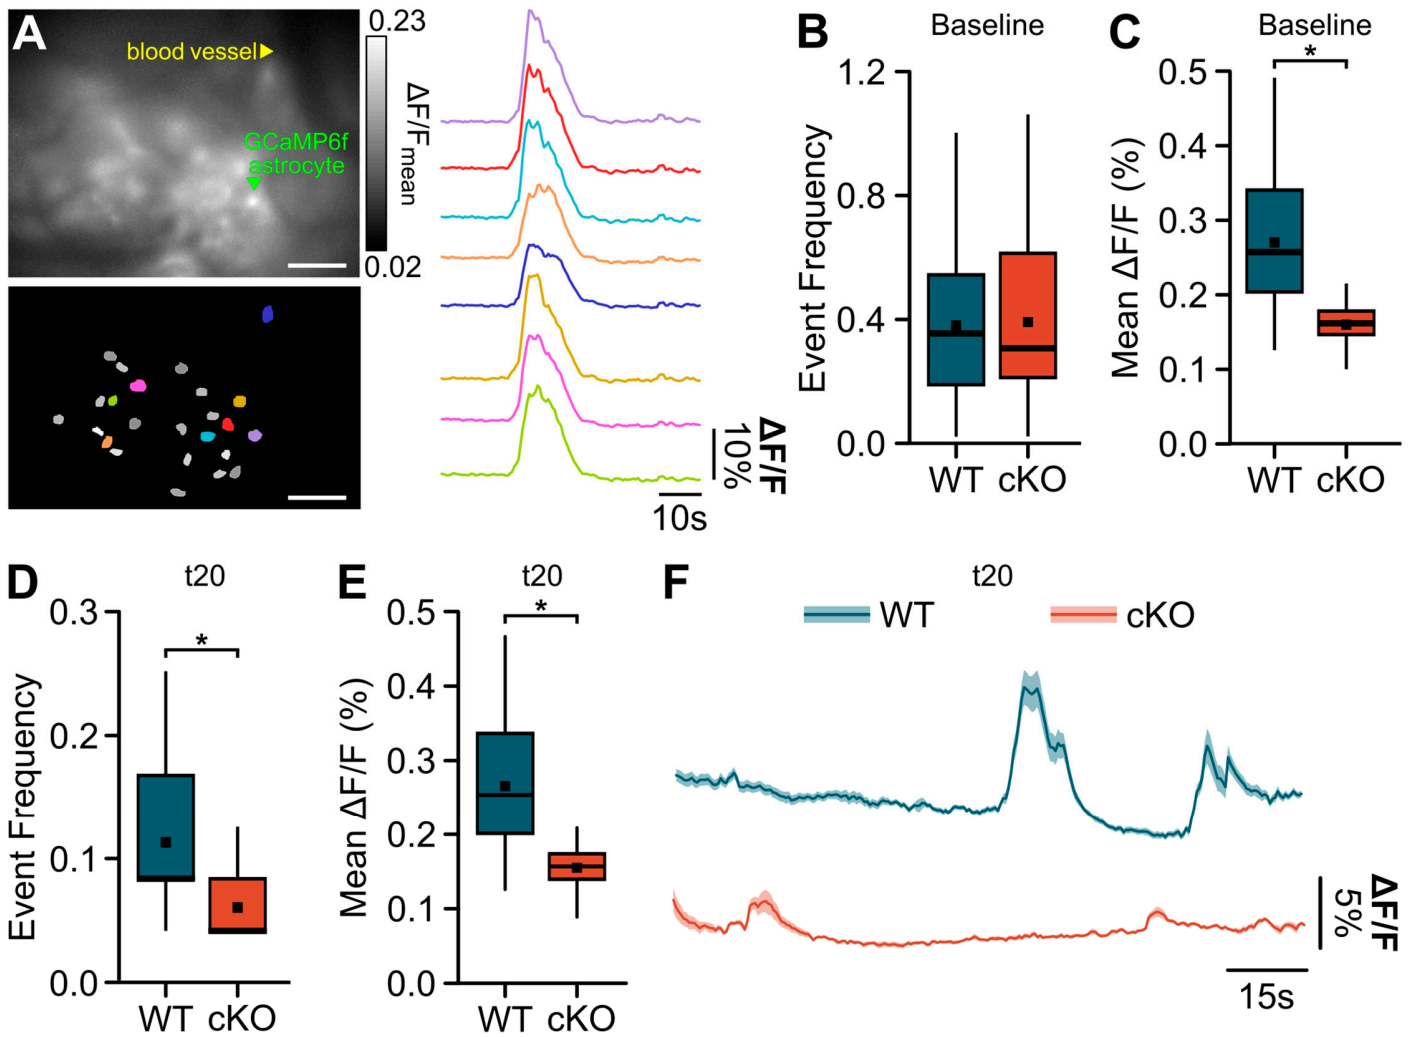 A
blood vessel
GCaMP6f
astrocyte
0.23
ΔF/Fmean
0.02
ΔF/F
10%
10s
B
Baseline
Event Frequency
1.2
0.8
0.4
0.0
WT cKO
C
Baseline
*
Mean ΔF/F (%)
0.5
0.4
0.3
0.2
0.1
0.0
WT cKO
D
t20
*
Event Frequency
0.3
0.2
0.1
0.0
WT cKO
E
t20
*
Mean ΔF/F (%)
0.5
0.4
0.3
0.2
0.1
0.0
WT cKO
F
t20
WT
cKO
ΔF/F
5%
15s